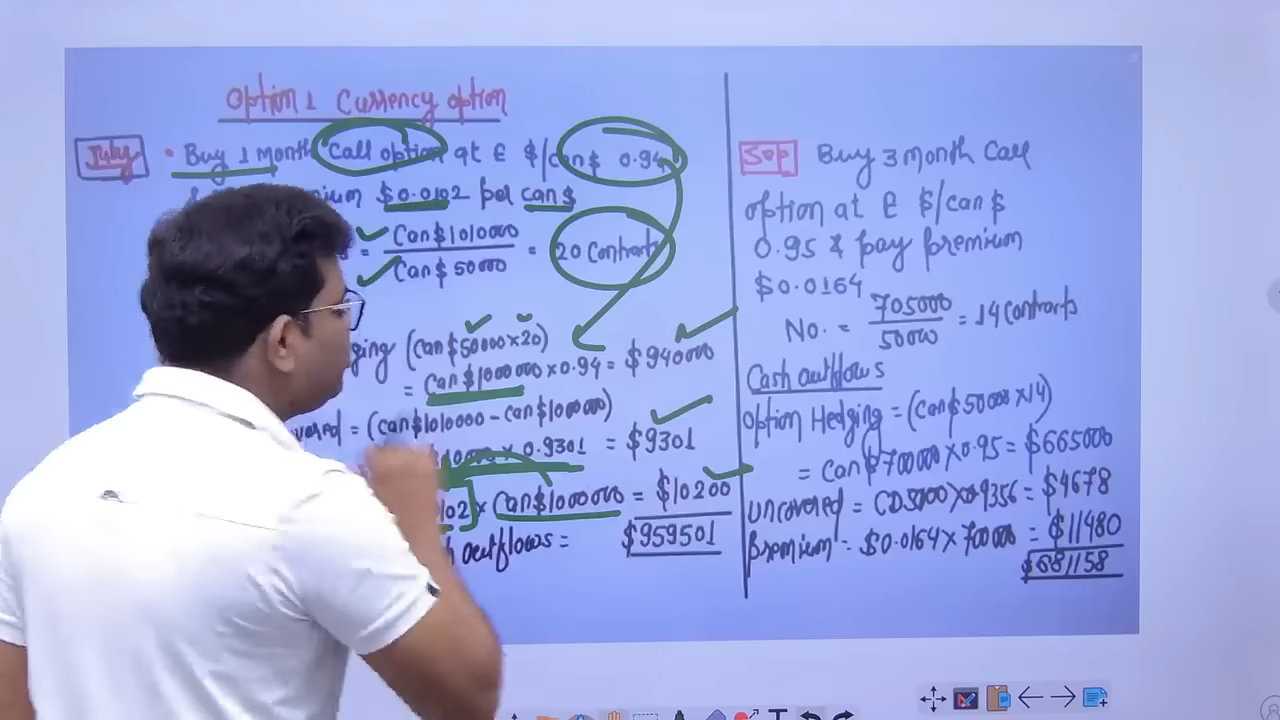 Option 1 Currency option
July • Buy 1 month Call option at E $/can$ 0.94
$0.0102 per can $
= Can$1010000 = 20 Contracts
Can$ 50000
(can$50000×20)
= Can$1000000 × 0.94 = $940000
= (can$1010000 - can$1000000)
× 0.9301 = $9301
× Can$1000000 = $10200
outflows = $959501
Sep Buy 3 month Call
option at E $/can$
0.95 & pay premium
$0.0164
No. = 705000 = 14 contracts
50000
Cash outflows
Option Hedging = (Can$50000×14)
= Can$700000×0.95 = $665000
uncovered = CD5000×0.9356 = $4678
premium = $0.0164×700000 = $11480
$681158
T